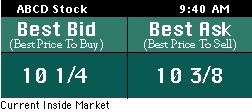 ABCD Stock 9:40 AM
Best Bid Best Ask
(Best Price To Buy) (Best Price To Sell)
10 1/4 10 3/8
Current Inside Market